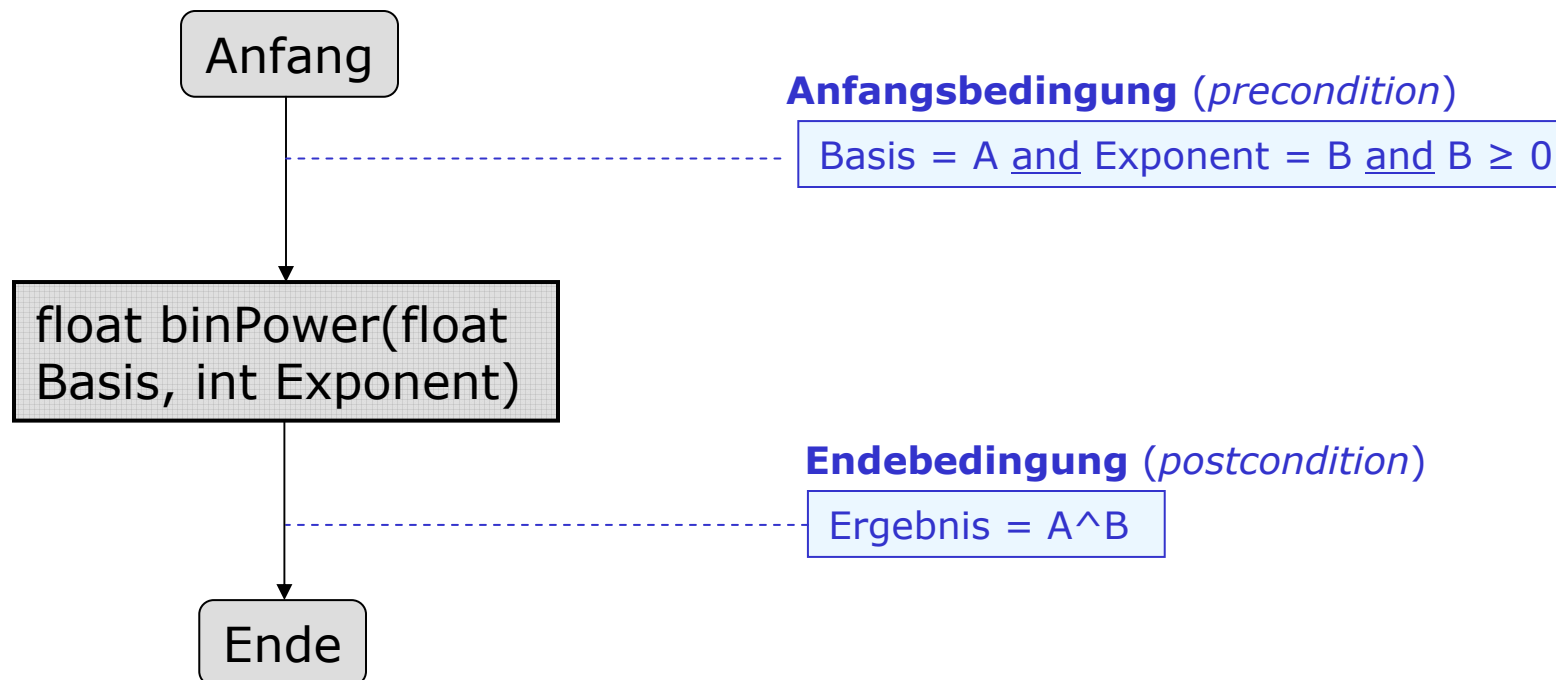 Anfang
Anfangsbedingung (precondition)
Basis = A and Exponent = B and B ≥ 0
float binPower(float
Basis, int Exponent)
Endebedingung (postcondition)
Ergebnis = A^B
Ende